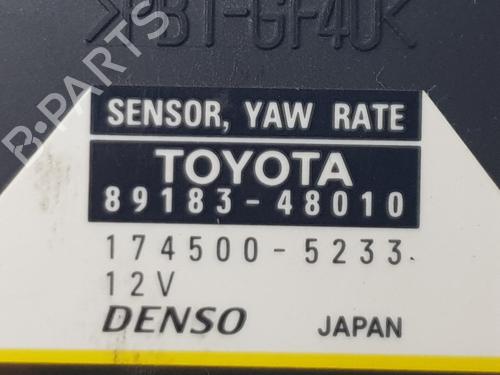 >PBT-GF40<
SENSOR, YAW RATE
TOYOTA
89183-48010
174500-5233
12V
DENSO JAPAN
B-PARTS